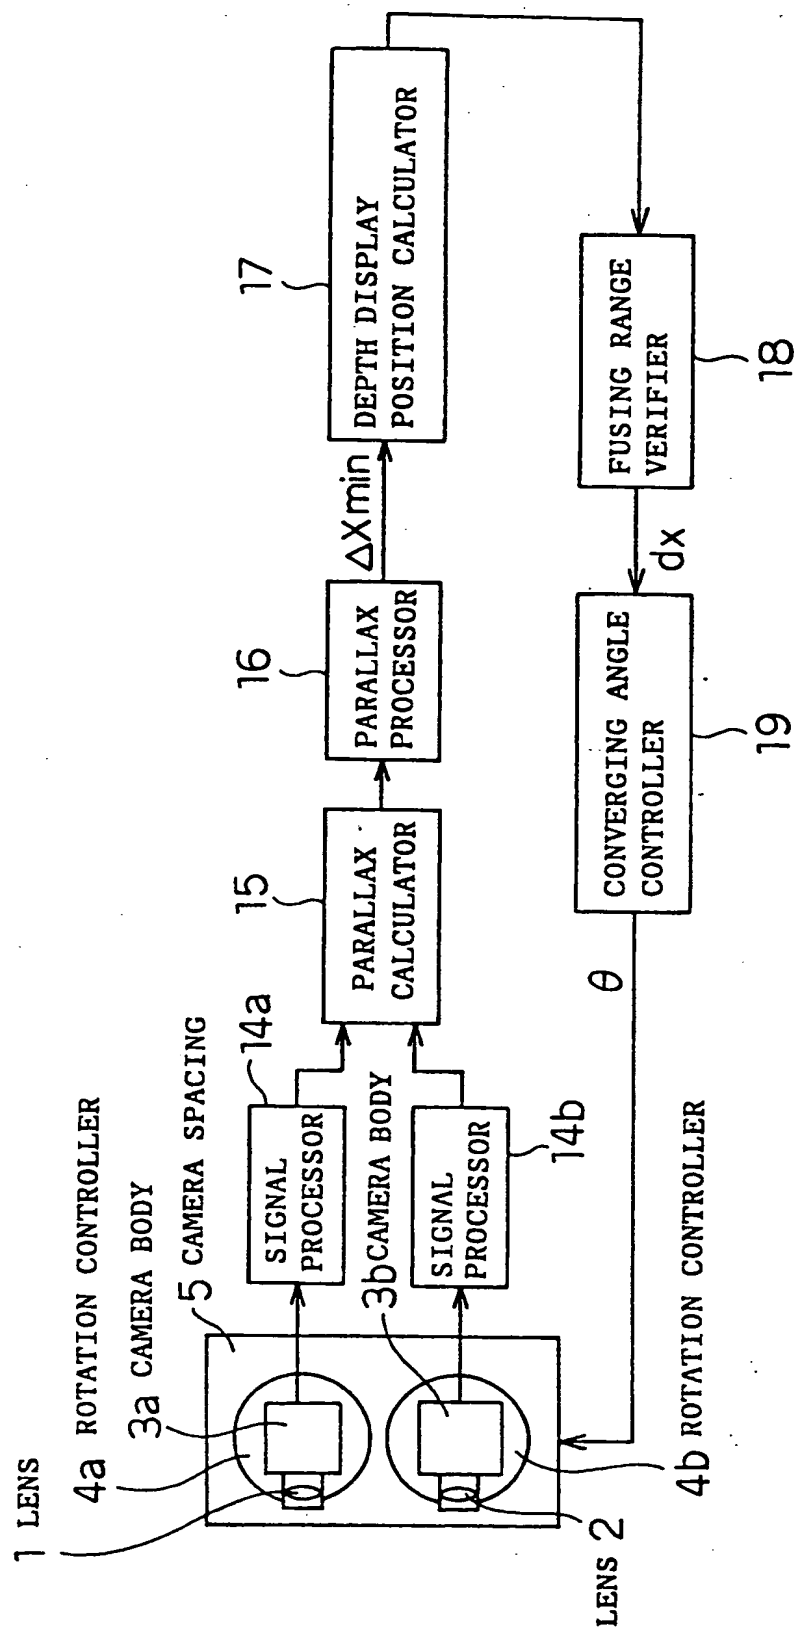 1 LENS
4a ROTATION CONTROLLER
3a CAMERA BODY
5 CAMERA SPACING
14a
15
16
17
SIGNAL
PROCESSOR
PARALLAX
CALCULATOR
PARALLAX
PROCESSOR
ΔXmin
DEPTH DISPLAY
POSITION CALCULATOR
3b CAMERA BODY
SIGNAL
PROCESSOR
14b
LENS 2
4b ROTATION CONTROLLER
θ
CONVERGING ANGLE
CONTROLLER
19
dx
FUSING RANGE
VERIFIER
18